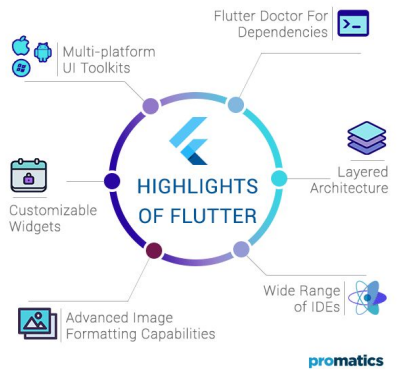 Flutter Doctor For
Dependencies
Multi-platform
UI Toolkits
HIGHLIGHTS
OF FLUTTER
Layered
Architecture
Customizable
Widgets
Wide Range
of IDEs
Advanced Image
Formatting Capabilities
promatics